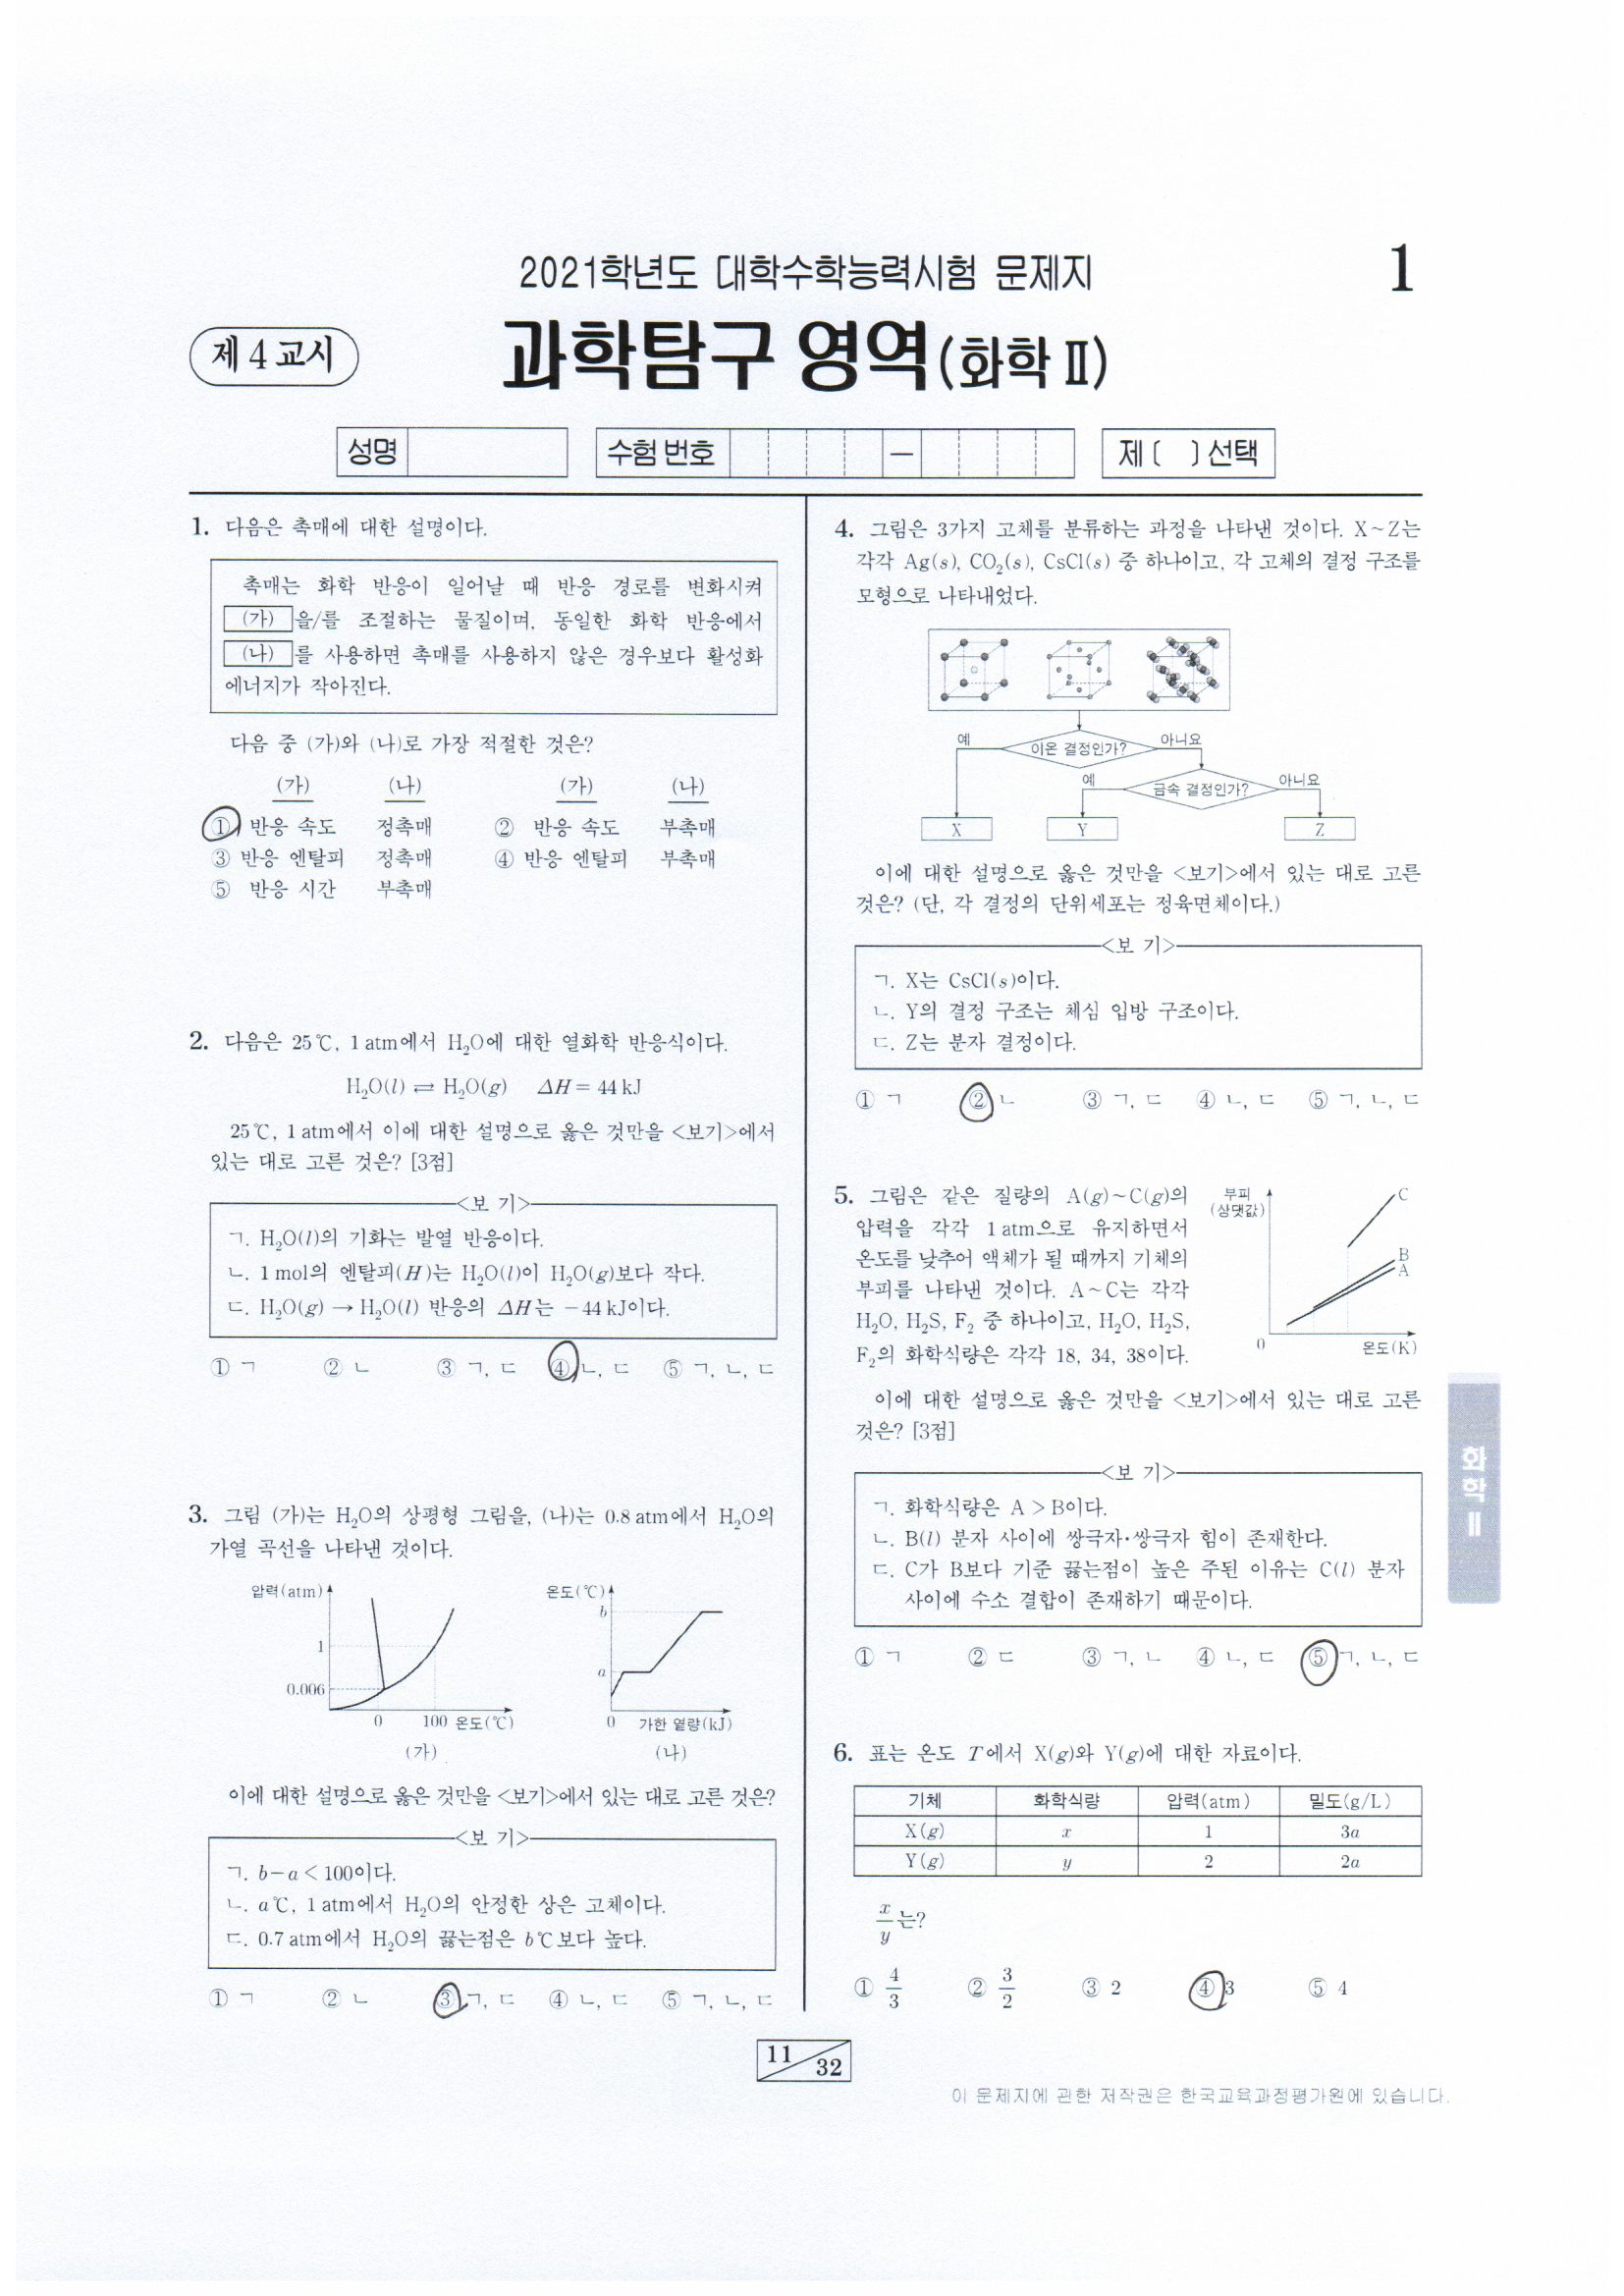 2021학년도 대학수학능력시험 문제지
1
제 4 교시
과학탐구 영역(화학 Ⅱ)
성명
수험 번호
—
제 [ ] 선택
1. 다음은 촉매에 대한 설명이다.
촉매는 화학 반응이 일어날 때 반응 경로를 변화시켜
(가) 을/를 조절하는 물질이며, 동일한 화학 반응에서
(나) 를 사용하면 촉매를 사용하지 않은 경우보다 활성화
에너지가 작아진다.
다음 중 (가)와 (나)로 가장 적절한 것은?
(가) (나) (가) (나)
① 반응 속도 정촉매 ② 반응 속도 부촉매
③ 반응 엔탈피 정촉매 ④ 반응 엔탈피 부촉매
⑤ 반응 시간 부촉매
2. 다음은 25℃, 1 atm에서 H₂O에 대한 열화학 반응식이다.
H₂O(l) ⇌ H₂O(g) ΔH = 44 kJ
25℃, 1 atm에서 이에 대한 설명으로 옳은 것만을 <보기>에서
있는 대로 고른 것은? [3점]
<보 기>
ㄱ. H₂O(l)의 기화는 발열 반응이다.
ㄴ. 1 mol의 엔탈피(H)는 H₂O(l)이 H₂O(g)보다 작다.
ㄷ. H₂O(g) → H₂O(l) 반응의 ΔH는 −44 kJ이다.
① ㄱ ② ㄴ ③ ㄱ, ㄷ ④ ㄴ, ㄷ ⑤ ㄱ, ㄴ, ㄷ
3. 그림 (가)는 H₂O의 상평형 그림을, (나)는 0.8 atm에서 H₂O의
가열 곡선을 나타낸 것이다.
압력(atm)
1
0.006
0 100 온도(℃)
(가)
온도(℃)
b
a
0 가한 열량(kJ)
(나)
이에 대한 설명으로 옳은 것만을 <보기>에서 있는 대로 고른 것은?
<보 기>
ㄱ. b−a < 100이다.
ㄴ. a℃, 1 atm에서 H₂O의 안정한 상은 고체이다.
ㄷ. 0.7 atm에서 H₂O의 끓는점은 b℃보다 높다.
① ㄱ ② ㄴ ③ ㄱ, ㄷ ④ ㄴ, ㄷ ⑤ ㄱ, ㄴ, ㄷ
4. 그림은 3가지 고체를 분류하는 과정을 나타낸 것이다. X~Z는
각각 Ag(s), CO₂(s), CsCl(s) 중 하나이고, 각 고체의 결정 구조를
모형으로 나타내었다.
예 이온 결정인가? 아니요
예 금속 결정인가? 아니요
X Y Z
이에 대한 설명으로 옳은 것만을 <보기>에서 있는 대로 고른
것은? (단, 각 결정의 단위세포는 정육면체이다.)
<보 기>
ㄱ. X는 CsCl(s)이다.
ㄴ. Y의 결정 구조는 체심 입방 구조이다.
ㄷ. Z는 분자 결정이다.
① ㄱ ② ㄴ ③ ㄱ, ㄷ ④ ㄴ, ㄷ ⑤ ㄱ, ㄴ, ㄷ
5. 그림은 같은 질량의 A(g)~C(g)의
압력을 각각 1 atm으로 유지하면서
온도를 낮추어 액체가 될 때까지 기체의
부피를 나타낸 것이다. A~C는 각각
H₂O, H₂S, F₂ 중 하나이고, H₂O, H₂S,
F₂의 화학식량은 각각 18, 34, 38이다.
부피
(상댓값)
C
B
A
0 온도(K)
이에 대한 설명으로 옳은 것만을 <보기>에서 있는 대로 고른
것은? [3점]
<보 기>
ㄱ. 화학식량은 A > B이다.
ㄴ. B(l) 분자 사이에 쌍극자·쌍극자 힘이 존재한다.
ㄷ. C가 B보다 기준 끓는점이 높은 주된 이유는 C(l) 분자
사이에 수소 결합이 존재하기 때문이다.
① ㄱ ② ㄷ ③ ㄱ, ㄴ ④ ㄴ, ㄷ ⑤ ㄱ, ㄴ, ㄷ
6. 표는 온도 T에서 X(g)와 Y(g)에 대한 자료이다.
기체 화학식량 압력(atm) 밀도(g/L)
X(g) x 1 3a
Y(g) y 2 2a
x/y 는?
① 4/3 ② 3/2 ③ 2 ④ 3 ⑤ 4
화학 Ⅱ
11 32
이 문제지에 관한 저작권은 한국교육과정평가원에 있습니다.